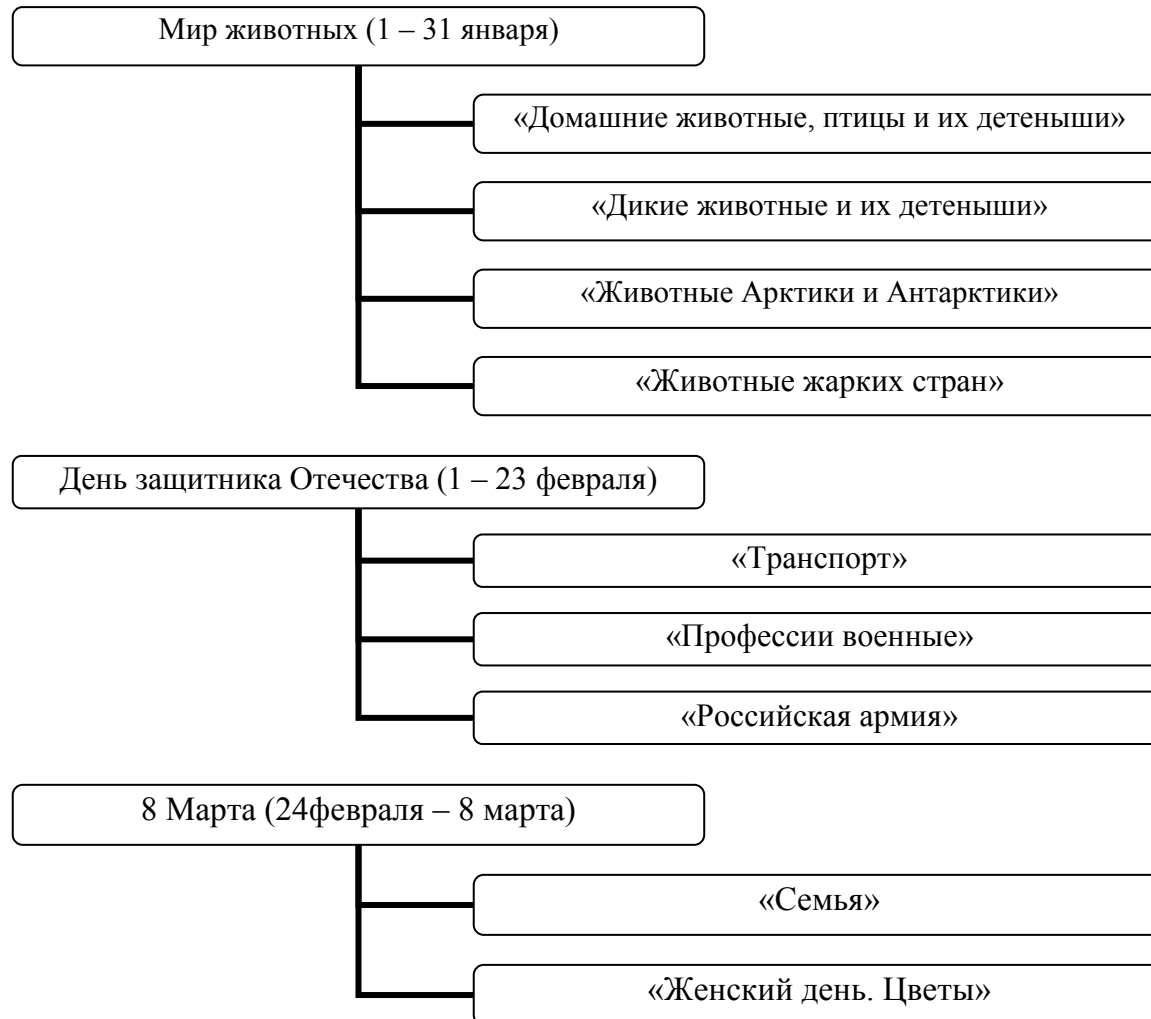 Мир животных (1 – 31 января)
«Домашние животные, птицы и их детеныши»
«Дикие животные и их детеныши»
«Животные Арктики и Антарктики»
«Животные жарких стран»
День защитника Отечества (1 – 23 февраля)
«Транспорт»
«Профессии военные»
«Российская армия»
8 Марта (24февраля – 8 марта)
«Семья»
«Женский день. Цветы»